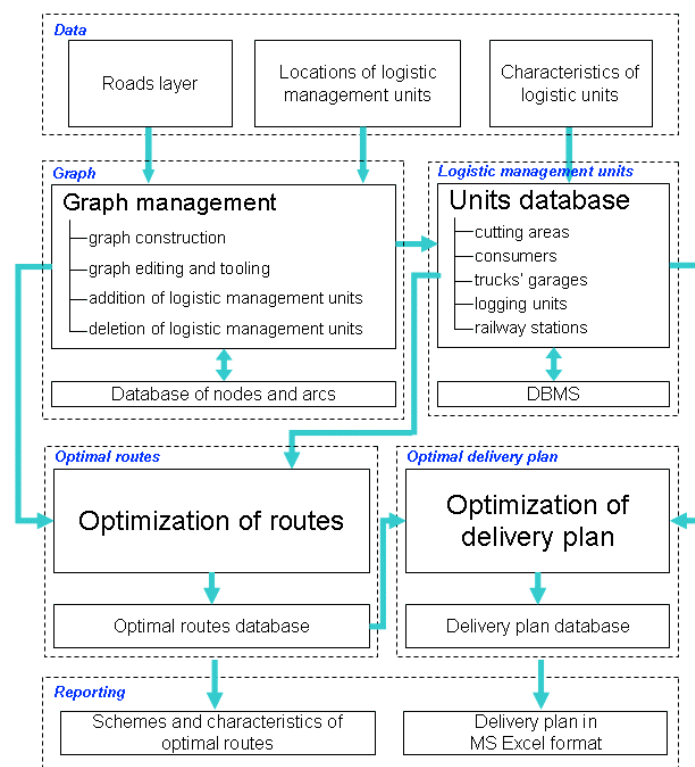 Data
Roads layer
Locations of logistic
management units
Characteristics of
logistic units
Graph
Graph management
graph construction
graph editing and tooling
addition of logistic management units
deletion of logistic management units
Database of nodes and arcs
Logistic management units
Units database
cutting areas
consumers
trucks' garages
logging units
railway stations
DBMS
Optimal routes
Optimization of routes
Optimal routes database
Optimal delivery plan
Optimization of
delivery plan
Delivery plan database
Reporting
Schemes and characteristics of
optimal routes
Delivery plan in
MS Excel format